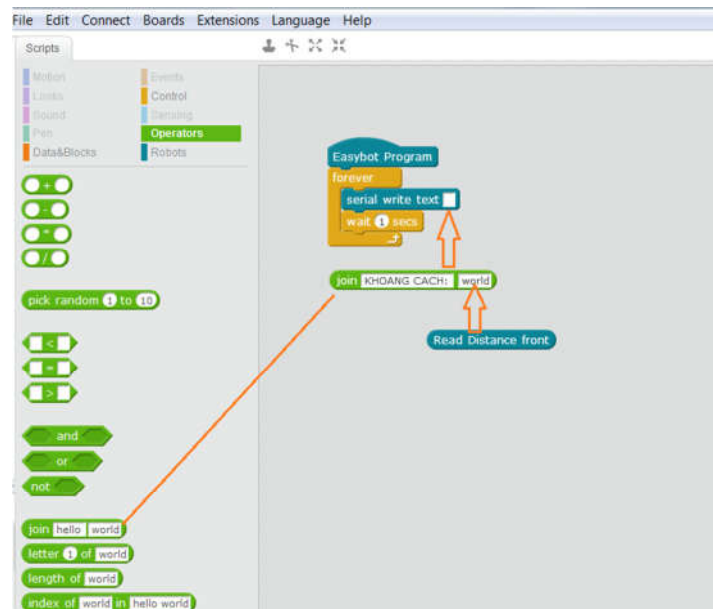 File Edit Connect Boards Extensions Language Help
Scripts
Motion Events
Looks Control
Sound Sensing
Pen Operators
Data&Blocks Robots
+
-
*
/
pick random 1 to 10
<
=
>
and
or
not
join hello world
letter 1 of world
length of world
index of world in hello world
Easybot Program
forever
serial write text
wait 1 secs
join KHOANG CACH: world
Read Distance front